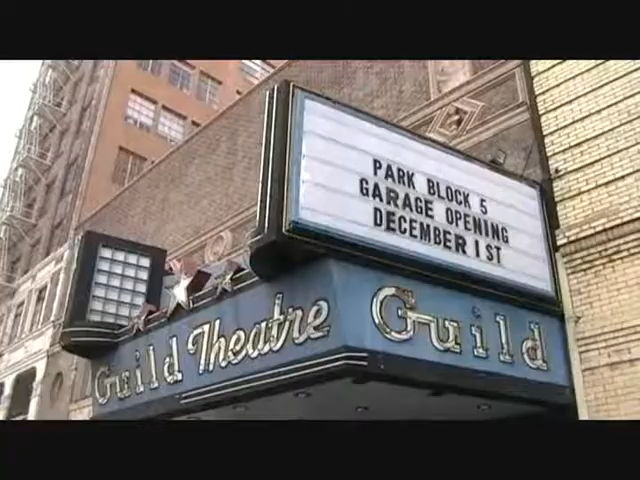 PARK BLOCK 5
GARAGE OPENING
DECEMBER 1ST
Guild Theatre
Guild